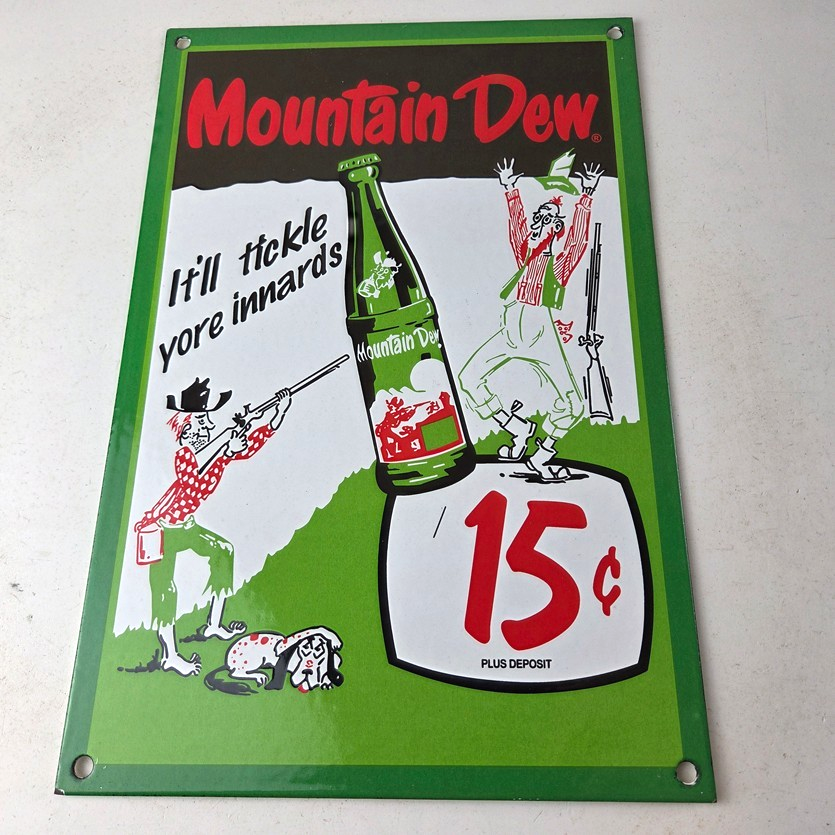 Mountain Dew®
It'll tickle
yore innards
Mountain Dew
15¢
PLUS DEPOSIT